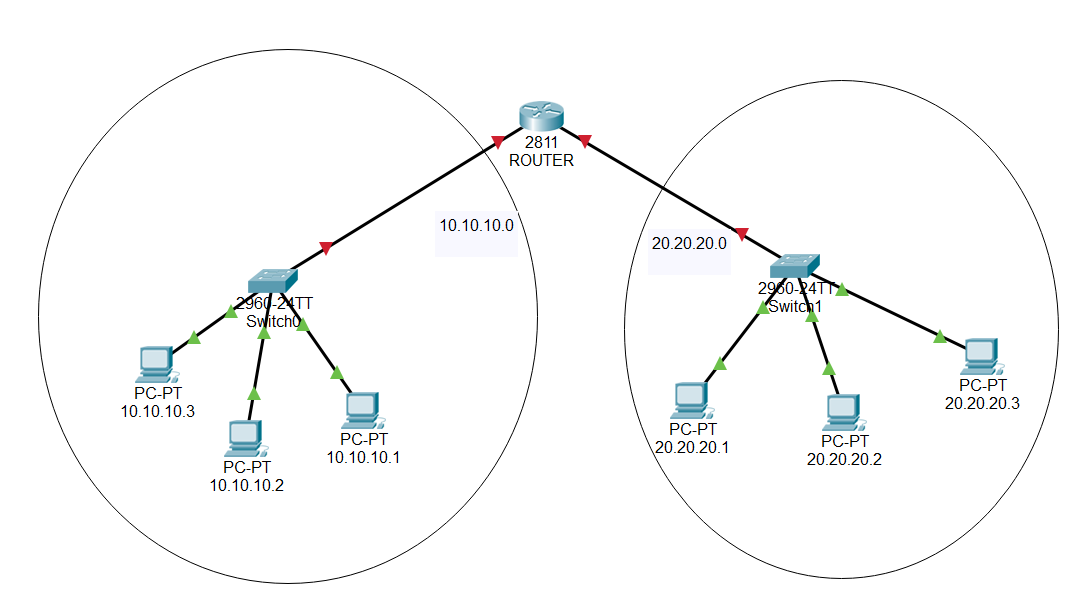 2811
ROUTER
10.10.10.0
20.20.20.0
2960-24TT
Switch0
2960-24TT
Switch1
PC-PT
10.10.10.3
PC-PT
10.10.10.2
PC-PT
10.10.10.1
PC-PT
20.20.20.1
PC-PT
20.20.20.2
PC-PT
20.20.20.3